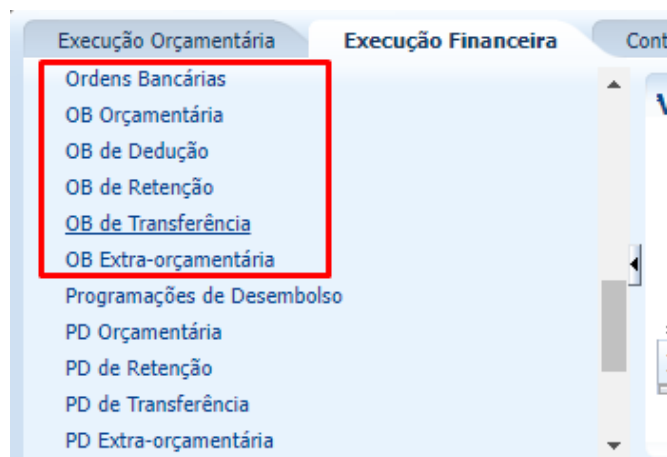 Execução Orçamentária Execução Financeira
Ordens Bancárias
OB Orçamentária
OB de Dedução
OB de Retenção
OB de Transferência
OB Extra-orçamentária
Programações de Desembolso
PD Orçamentária
PD de Retenção
PD de Transferência
PD Extra-orçamentária